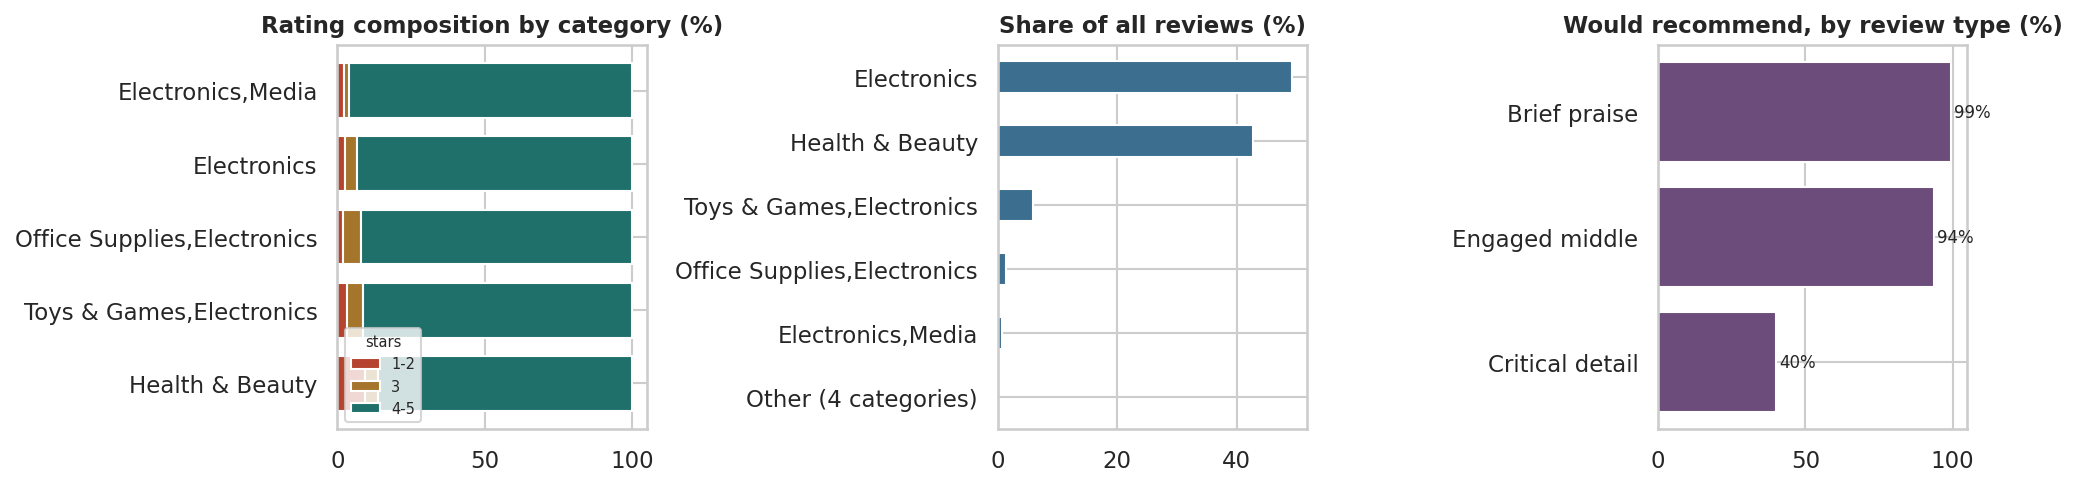 Rating composition by category (%)
Electronics,Media
Electronics
Office Supplies,Electronics
Toys & Games,Electronics
Health & Beauty
stars
1-2
3
4-5
0 50 100
Share of all reviews (%)
Electronics
Health & Beauty
Toys & Games,Electronics
Office Supplies,Electronics
Electronics,Media
Other (4 categories)
0 20 40
Would recommend, by review type (%)
Brief praise 99%
Engaged middle 94%
Critical detail 40%
0 50 100